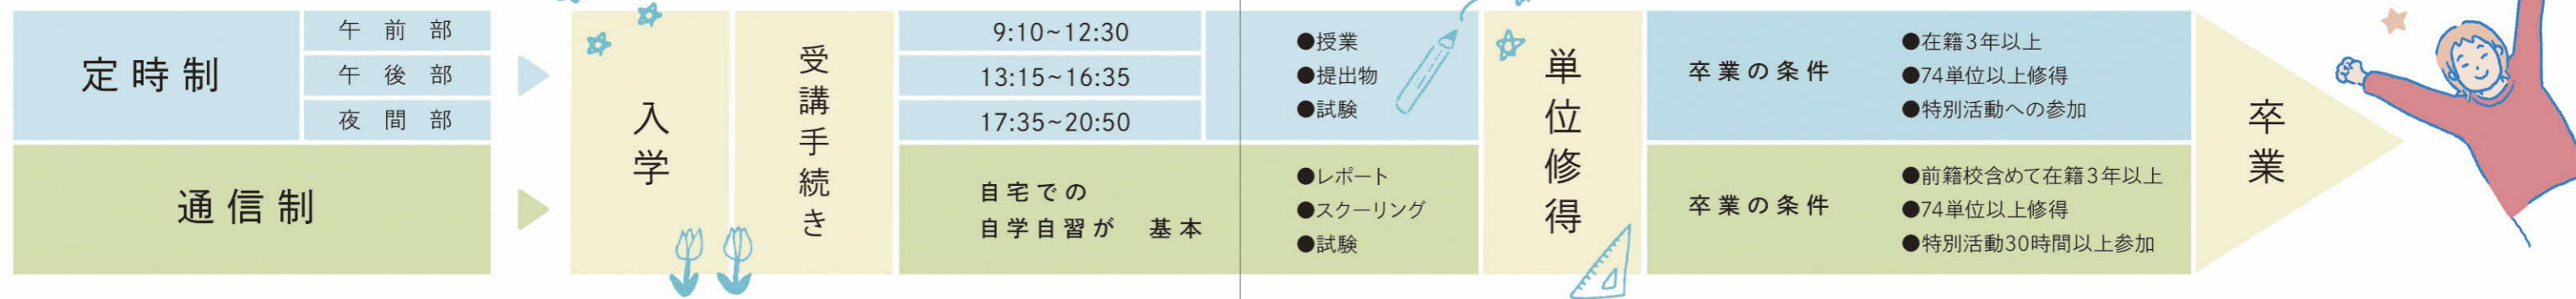 定時制
午前部
午後部
夜間部
通信制
入学
受講手続き
9:10~12:30
13:15~16:35
17:35~20:50
●授業
●提出物
●試験
自宅での
自学自習が 基本
●レポート
●スクーリング
●試験
単位修得
卒業の条件
●在籍3年以上
●74単位以上修得
●特別活動への参加
卒業の条件
●前籍校含めて在籍3年以上
●74単位以上修得
●特別活動30時間以上参加
卒業